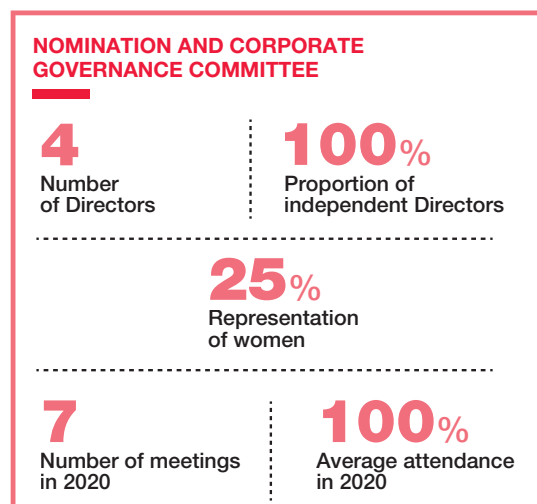 NOMINATION AND CORPORATE
GOVERNANCE COMMITTEE
4
Number
of Directors
100%
Proportion of
independent Directors
25%
Representation
of women
7
Number of meetings
in 2020
100%
Average attendance
in 2020